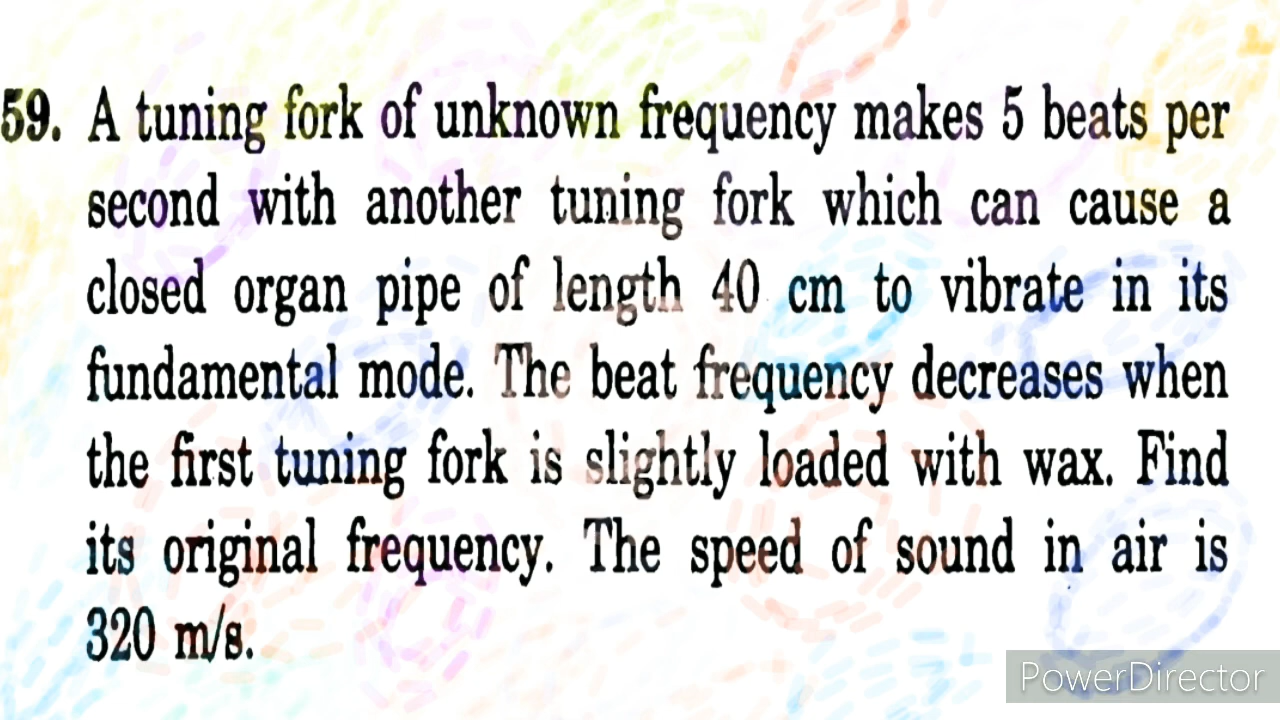 59. A tuning fork of unknown frequency makes 5 beats per
second with another tuning fork which can cause a
closed organ pipe of length 40 cm to vibrate in its
fundamental mode. The beat frequency decreases when
the first tuning fork is slightly loaded with wax. Find
its original frequency. The speed of sound in air is
320 m/s.
PowerDirector